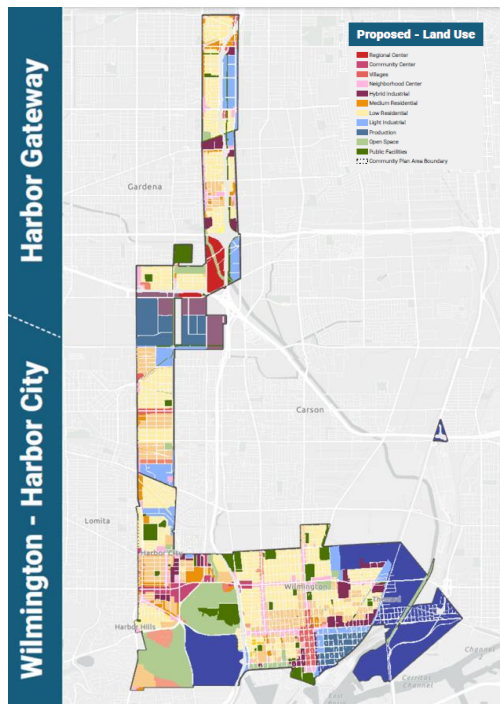 Harbor Gateway
Wilmington - Harbor City
Proposed - Land Use
Regional Center
Community Center
Villages
Neighborhood Center
Hybrid Industrial
Medium Residential
Low Residential
Light Industrial
Production
Open Space
Public Facilities
Community Plan Area Boundary
Gardena
Carson
Lomita
Harbor City
Wilmington
Harbor Hills
Channel
Cerritos
Channel
East